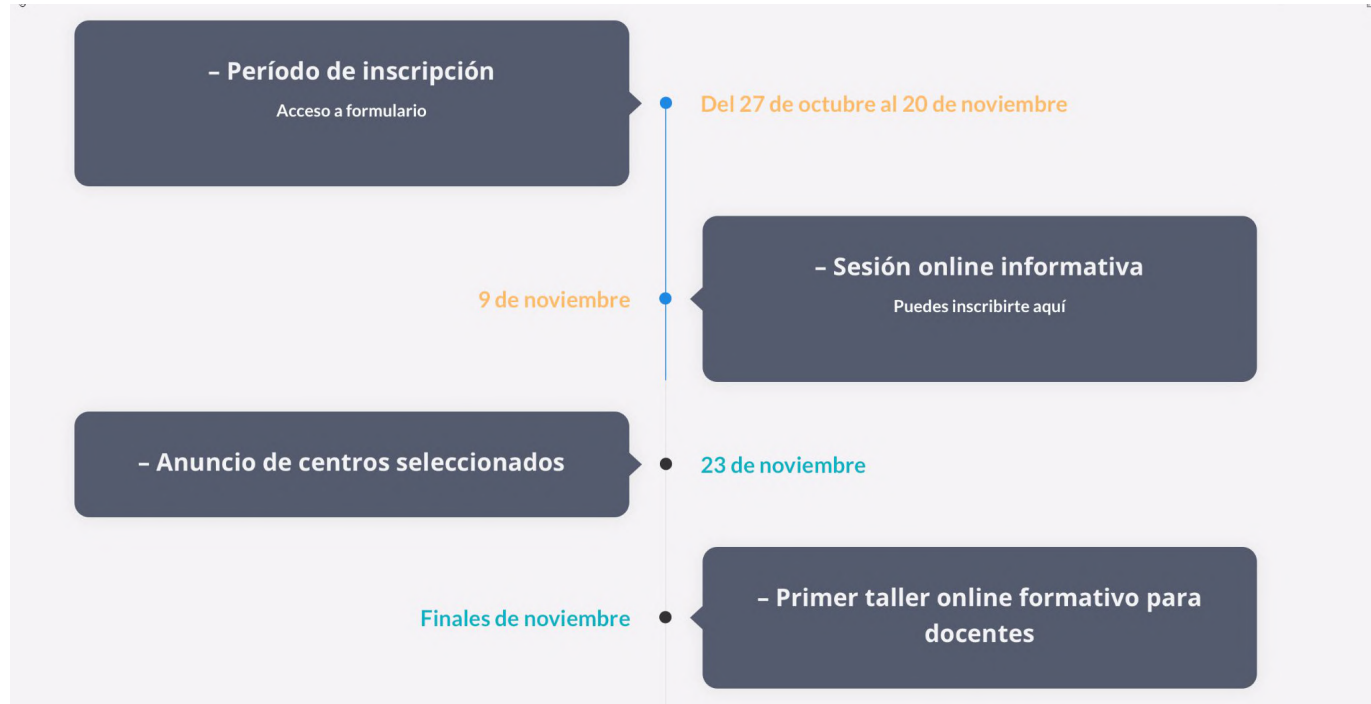 – Período de inscripción
Acceso a formulario
Del 27 de octubre al 20 de noviembre
– Sesión online informativa
Puedes inscribirte aquí
9 de noviembre
– Anuncio de centros seleccionados
23 de noviembre
– Primer taller online formativo para
docentes
Finales de noviembre